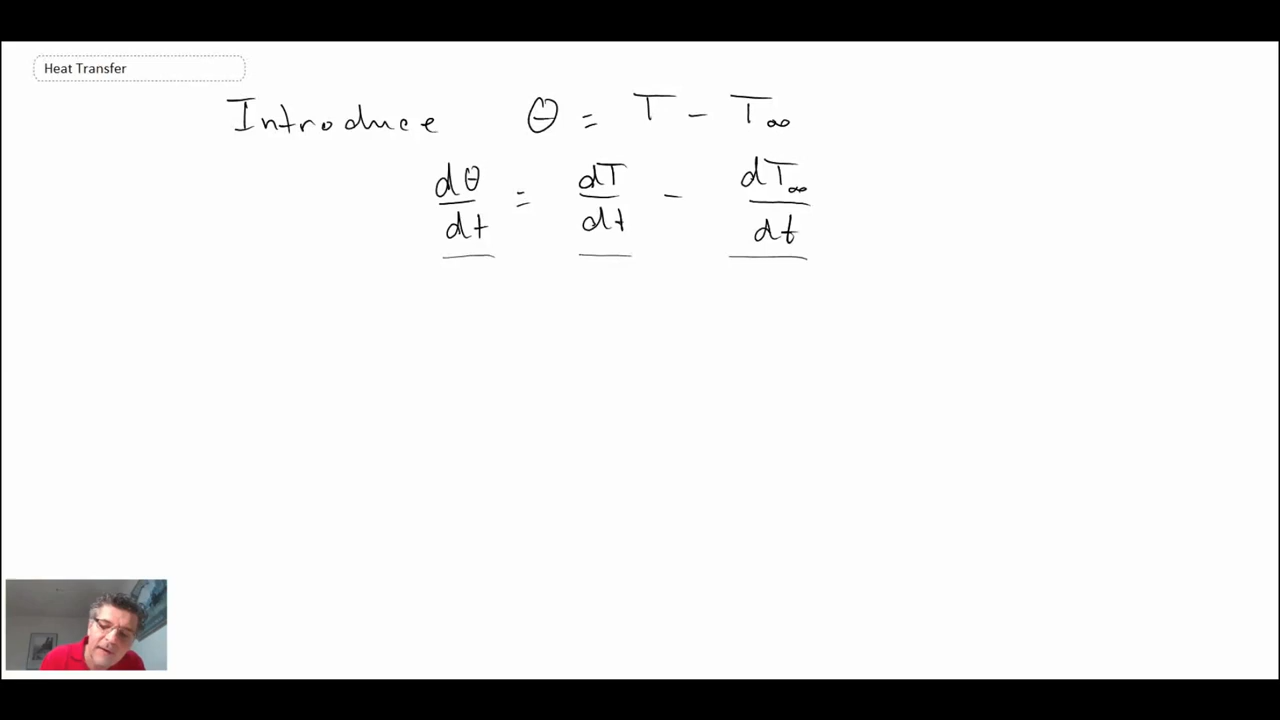 Heat Transfer
Introduce θ = T - T∞
dθ/dt = dT/dt - dT∞/dt